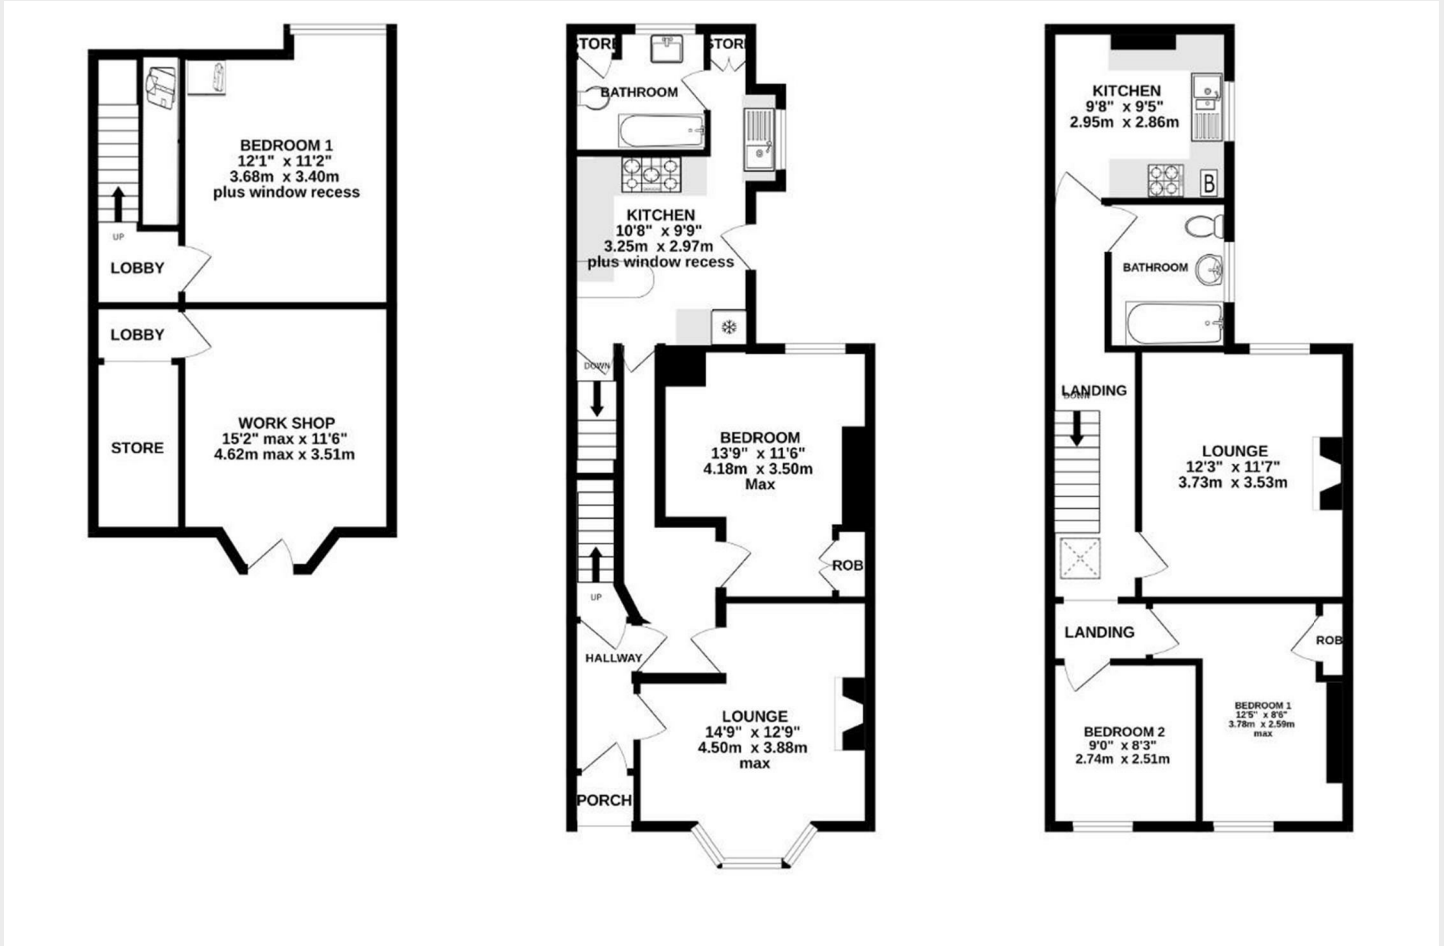 BEDROOM 1
12'1" x 11'2"
3.68m x 3.40m
plus window recess
UP
LOBBY
LOBBY
STORE
WORK SHOP
15'2" max x 11'6"
4.62m max x 3.51m
STORE
STORE
BATHROOM
KITCHEN
10'8" x 9'9"
3.25m x 2.97m
plus window recess
DOWN
BEDROOM
13'9" x 11'6"
4.18m x 3.50m
Max
ROB
UP
HALLWAY
LOUNGE
14'9" x 12'9"
4.50m x 3.88m
max
PORCH
KITCHEN
9'8" x 9'5"
2.95m x 2.86m
B
BATHROOM
LANDING
DOWN
LOUNGE
12'3" x 11'7"
3.73m x 3.53m
LANDING
ROB
BEDROOM 1
12'5" x 8'6"
3.78m x 2.59m
max
BEDROOM 2
9'0" x 8'3"
2.74m x 2.51m